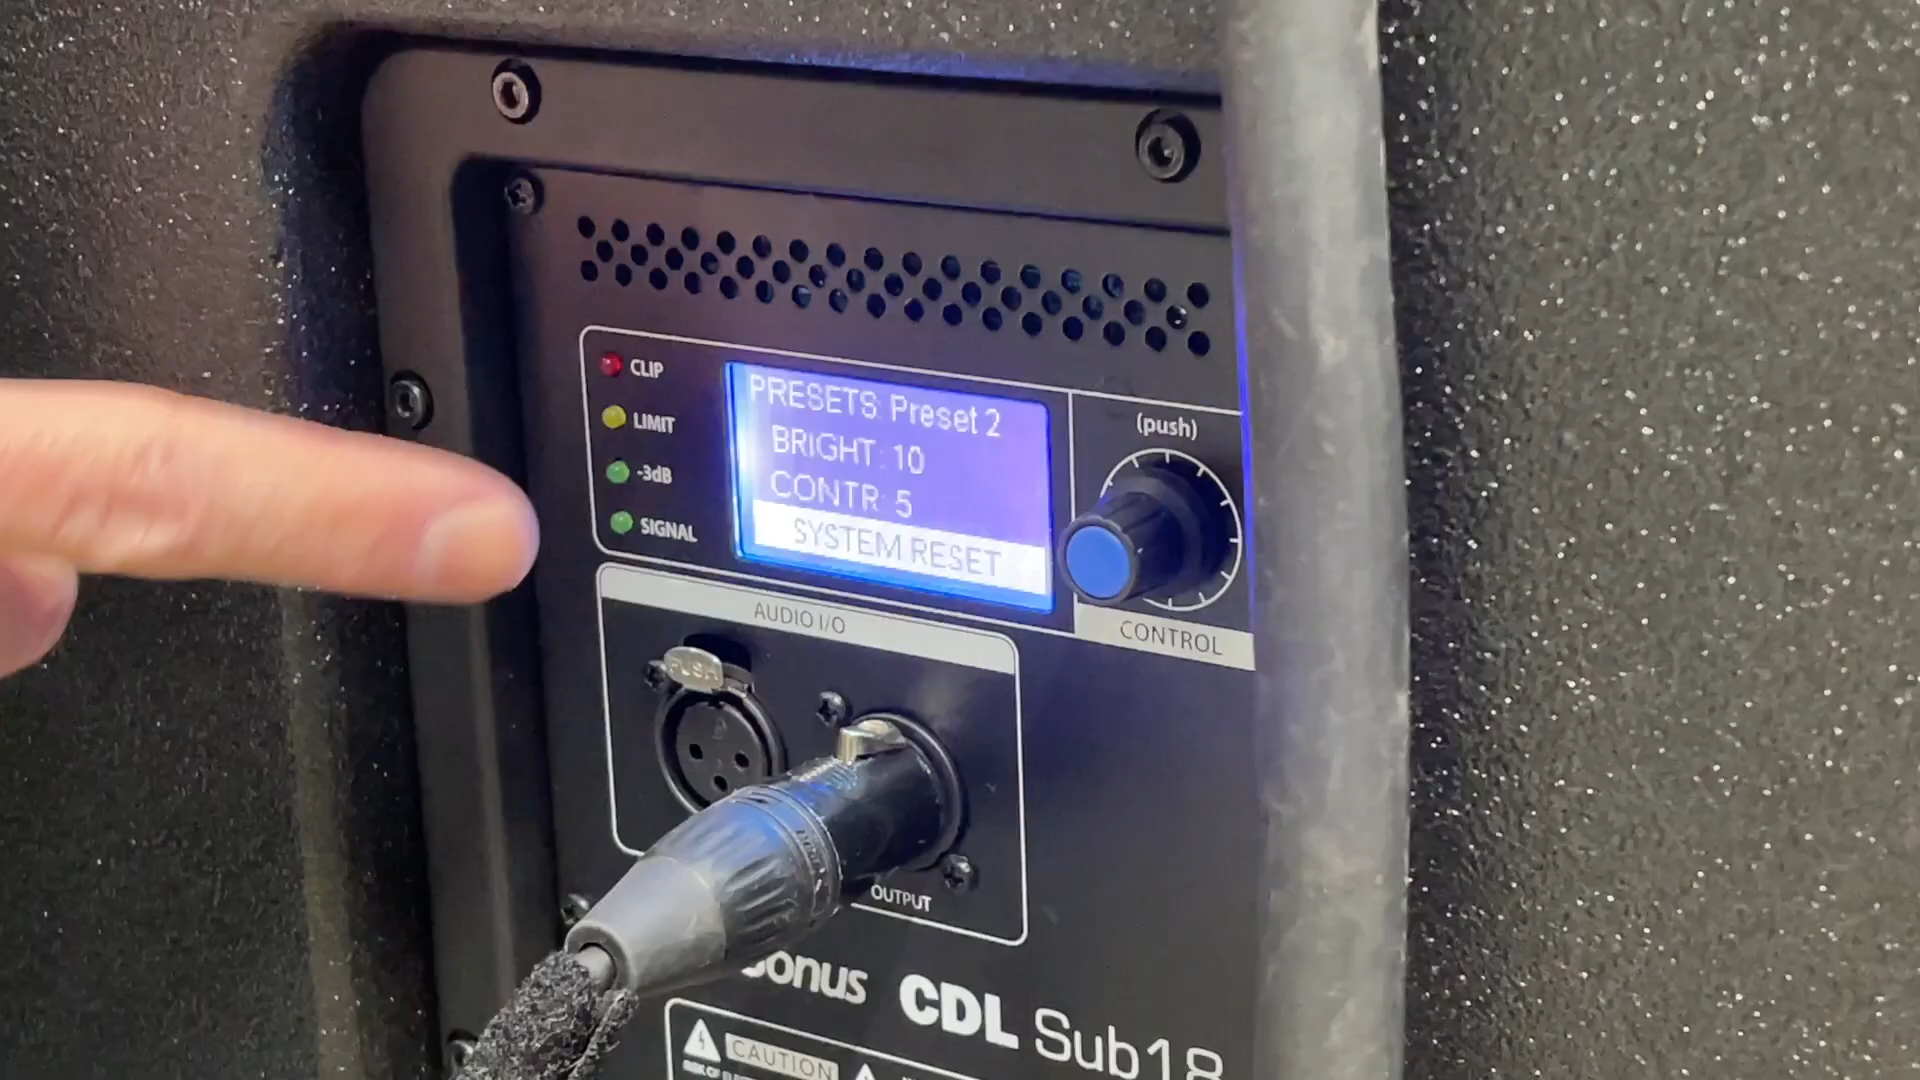 CLIP
LIMIT
-3dB
SIGNAL
PRESETS: Preset 2
BRIGHT: 10
CONTR: 5
SYSTEM RESET
(push)
CONTROL
AUDIO I/O
PUSH
OUTPUT
sonus CDL Sub18
CAUTION